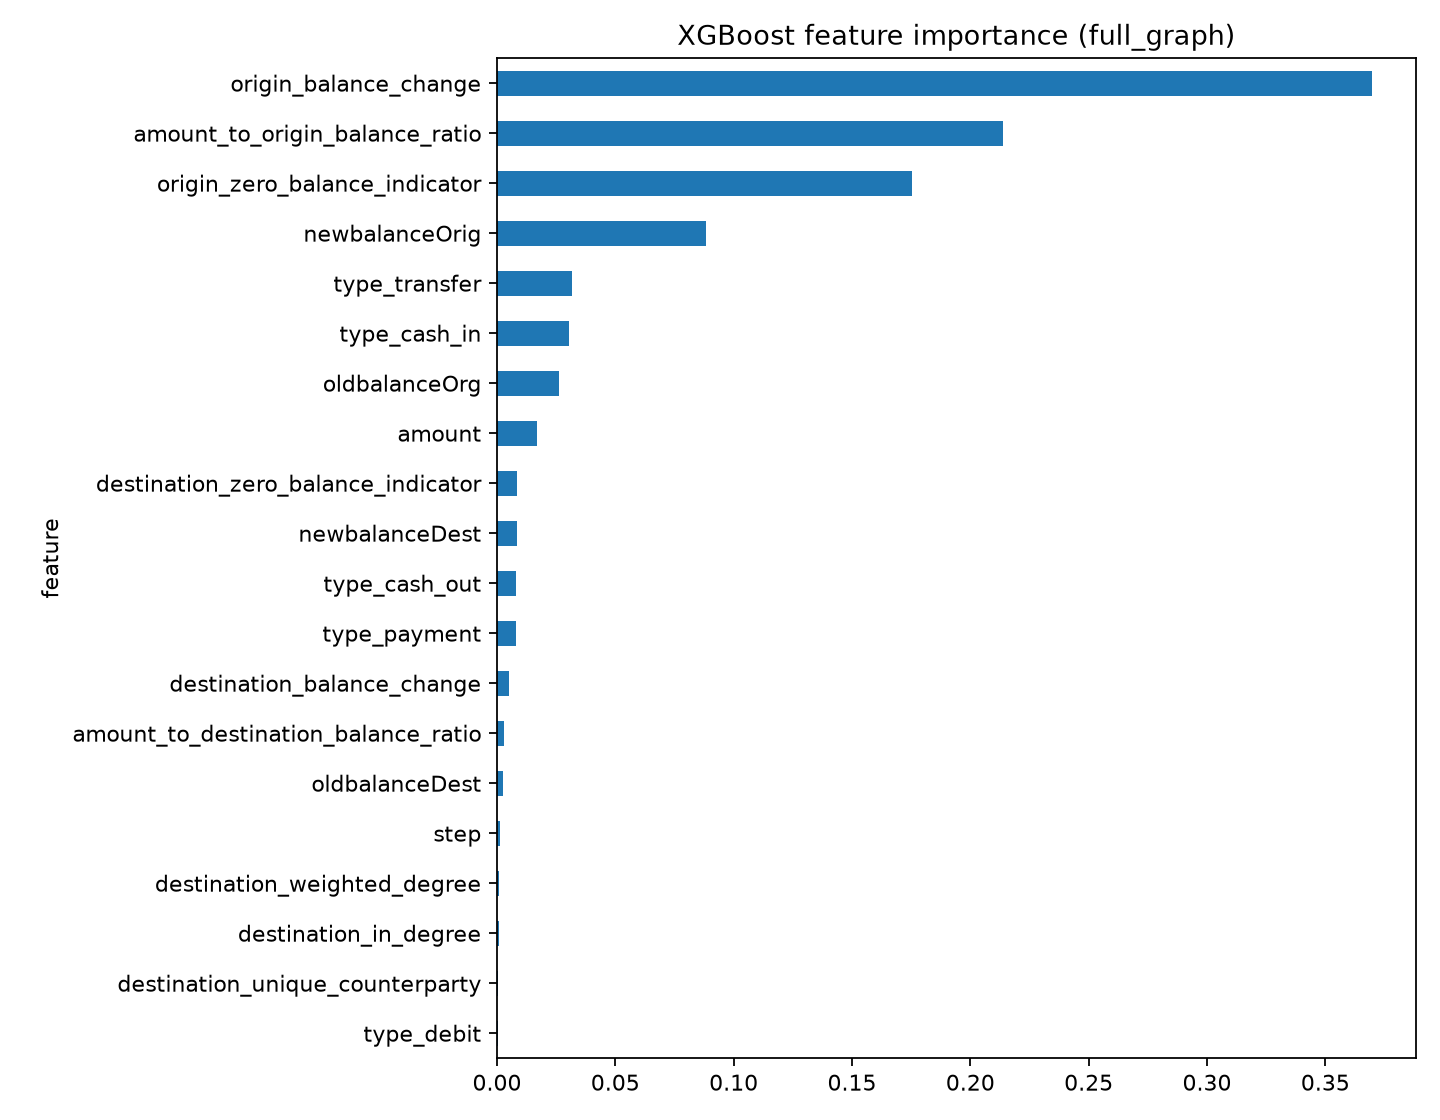 XGBoost feature importance (full_graph)
origin_balance_change
amount_to_origin_balance_ratio
origin_zero_balance_indicator
newbalanceOrig
type_transfer
type_cash_in
oldbalanceOrg
amount
destination_zero_balance_indicator
newbalanceDest
type_cash_out
type_payment
destination_balance_change
amount_to_destination_balance_ratio
oldbalanceDest
step
destination_weighted_degree
destination_in_degree
destination_unique_counterparty
type_debit
feature
0.00 0.05 0.10 0.15 0.20 0.25 0.30 0.35